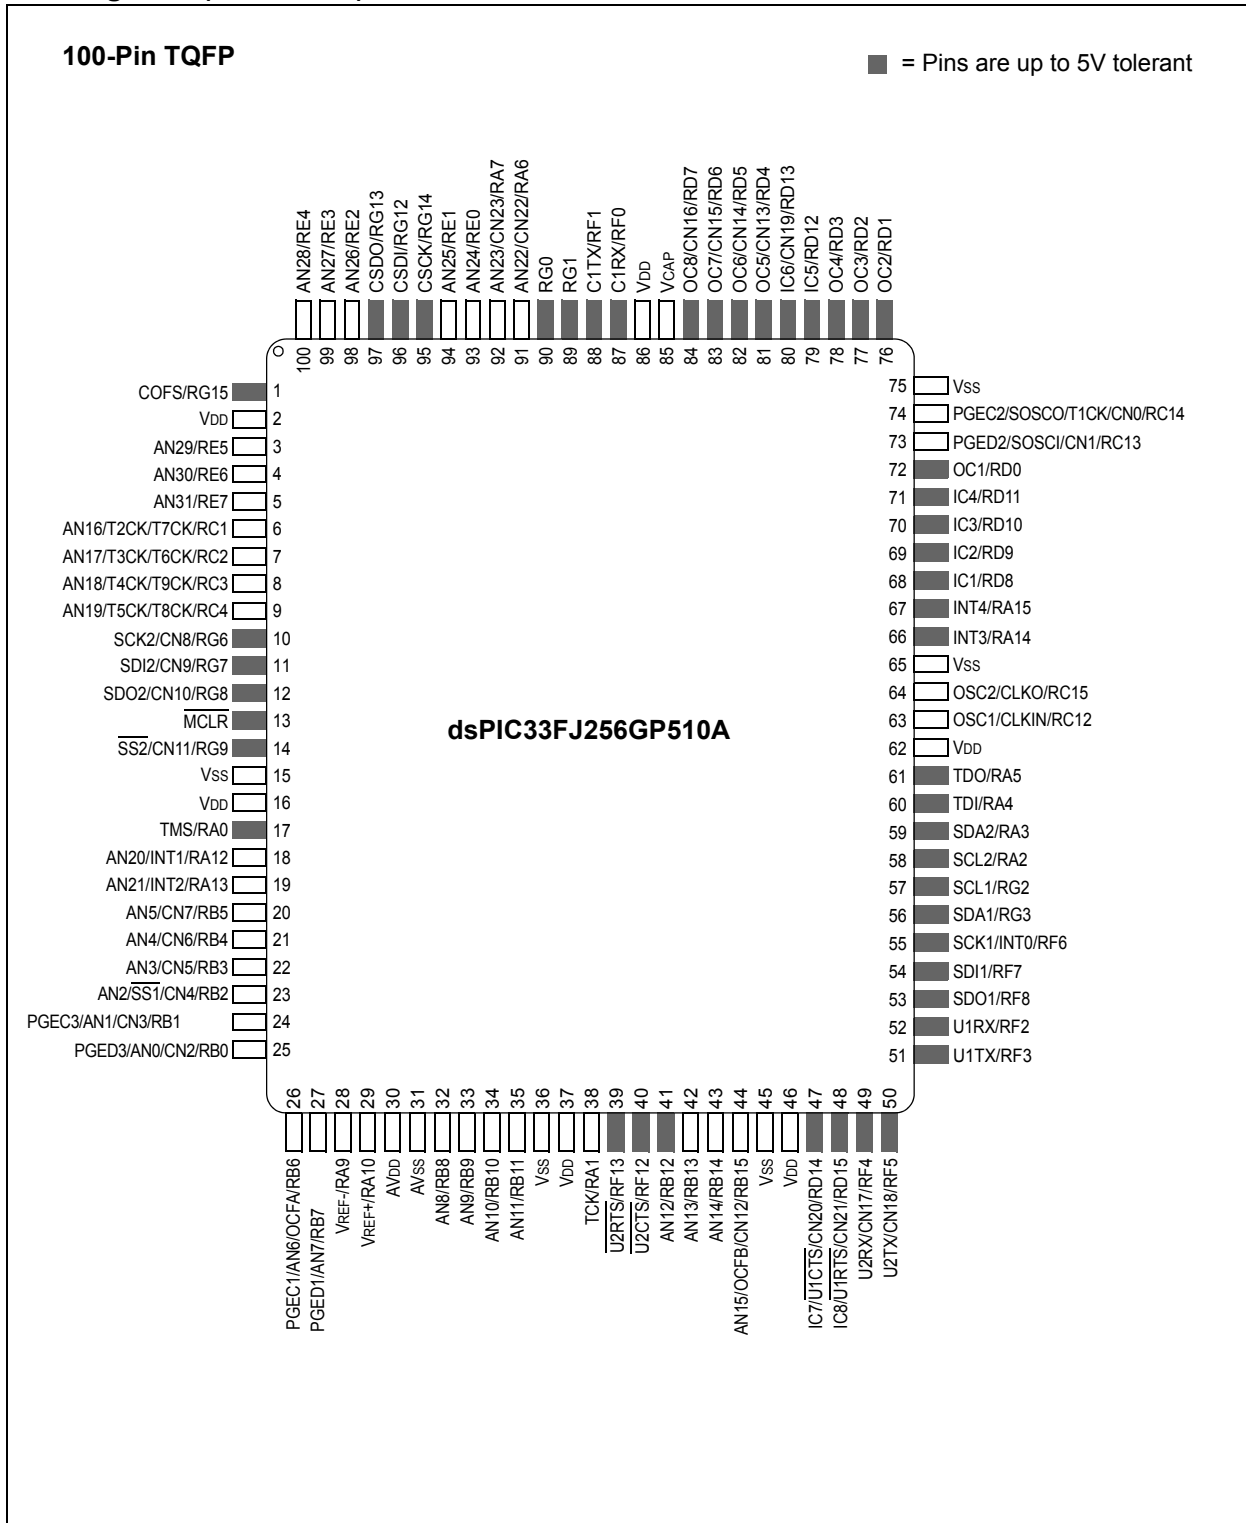 100-Pin TQFP
= Pins are up to 5V tolerant
AN28/RE4
AN27/RE3
AN26/RE2
CSDO/RG13
CSDI/RG12
CSCK/RG14
AN25/RE1
AN24/RE0
AN23/CN23/RA7
AN22/CN22/RA6
RG0
RG1
C1TX/RF1
C1RX/RF0
VDD
VCAP
OC8/CN16/RD7
OC7/CN15/RD6
OC6/CN14/RD5
OC5/CN13/RD4
IC6/CN19/RD13
IC5/RD12
OC4/RD3
OC3/RD2
OC2/RD1
100
99
98
97
96
95
94
93
92
91
90
89
88
87
86
85
84
83
82
81
80
79
78
77
76
COFS/RG15 1
VDD 2
AN29/RE5 3
AN30/RE6 4
AN31/RE7 5
AN16/T2CK/T7CK/RC1 6
AN17/T3CK/T6CK/RC2 7
AN18/T4CK/T9CK/RC3 8
AN19/T5CK/T8CK/RC4 9
SCK2/CN8/RG6 10
SDI2/CN9/RG7 11
SDO2/CN10/RG8 12
MCLR 13
SS2/CN11/RG9 14
VSS 15
VDD 16
TMS/RA0 17
AN20/INT1/RA12 18
AN21/INT2/RA13 19
AN5/CN7/RB5 20
AN4/CN6/RB4 21
AN3/CN5/RB3 22
AN2/SS1/CN4/RB2 23
PGEC3/AN1/CN3/RB1 24
PGED3/AN0/CN2/RB0 25
dsPIC33FJ256GP510A
75 VSS
74 PGEC2/SOSCO/T1CK/CN0/RC14
73 PGED2/SOSCI/CN1/RC13
72 OC1/RD0
71 IC4/RD11
70 IC3/RD10
69 IC2/RD9
68 IC1/RD8
67 INT4/RA15
66 INT3/RA14
65 VSS
64 OSC2/CLKO/RC15
63 OSC1/CLKIN/RC12
62 VDD
61 TDO/RA5
60 TDI/RA4
59 SDA2/RA3
58 SCL2/RA2
57 SCL1/RG2
56 SDA1/RG3
55 SCK1/INT0/RF6
54 SDI1/RF7
53 SDO1/RF8
52 U1RX/RF2
51 U1TX/RF3
26
27
28
29
30
31
32
33
34
35
36
37
38
39
40
41
42
43
44
45
46
47
48
49
50
PGEC1/AN6/OCFA/RB6
PGED1/AN7/RB7
VREF-/RA9
VREF+/RA10
AVDD
AVSS
AN8/RB8
AN9/RB9
AN10/RB10
AN11/RB11
VSS
VDD
TCK/RA1
U2RTS/RF13
U2CTS/RF12
AN12/RB12
AN13/RB13
AN14/RB14
AN15/OCFB/CN12/RB15
VSS
VDD
IC7/U1CTS/CN20/RD14
IC8/U1RTS/CN21/RD15
U2RX/CN17/RF4
U2TX/CN18/RF5